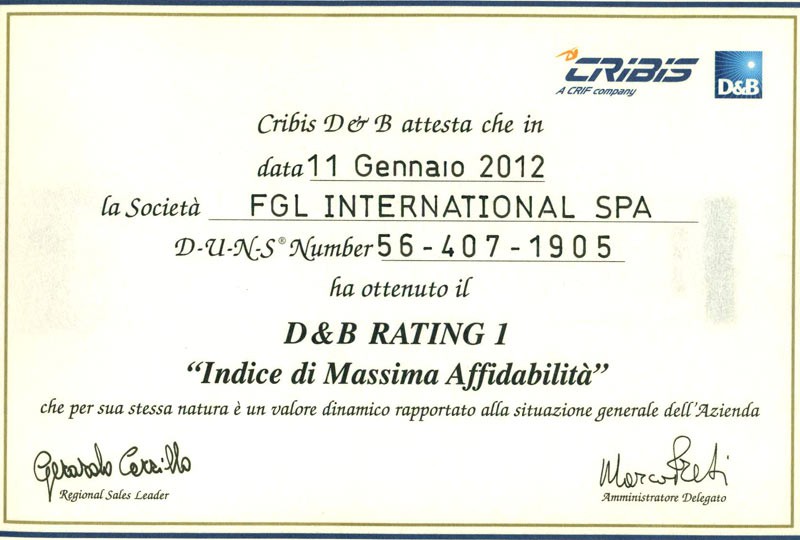 CRIBIS
A CRIF company
D&B
Cribis D & B attesta che in
data 11 Gennaio 2012
la Società FGL INTERNATIONAL SPA
D-U-N-S® Number 56-407-1905
ha ottenuto il
D&B RATING 1
“Indice di Massima Affidabilità”
che per sua stessa natura è un valore dinamico rapportato alla situazione generale dell'Azienda
Marco Preti
Regional Sales Leader
Amministratore Delegato